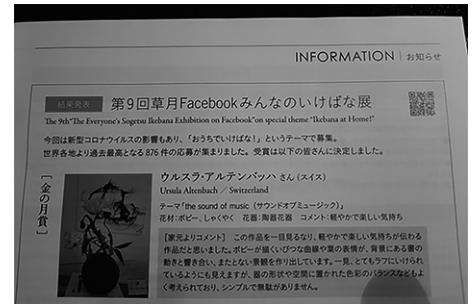 INFORMATION | お知らせ
結果発表 第9回草月Facebookみんなのいけばな展
The 9th“The Everyone's Sogetsu Ikebana Exhibition on Facebook”on special theme “Ikebana at Home!”
今回は新型コロナウイルスの影響もあり、「おうちでいけばな!」というテーマで募集。
世界各地より過去最高となる 876 件の応募が集まりました。受賞は以下の皆さんに決定しました。
[金の月賞]
ウルスラ・アルテンバッハ さん (スイス)
Ursula Altenbach / Switzerland
テーマ「the sound of music (サウンドオブミュージック)」
花材:ポピー、しゃくやく 花器:陶器花器 コメント:軽やかで楽しい気持ち
[家元よりコメント] この作品を一目見るなり、軽やかで楽しい気持ちが伝わる
作品だと思いました。ポピーが描くいびつな曲線や葉の表情が、背景にある書の
動きと響き合い、またとない景観を作り出しています。一見、とてもラフにいけられ
ているようにも見えますが、器の形状や空間に置かれた色彩のバランスなどもよ
く考えられており、シンプルで無駄がありません。